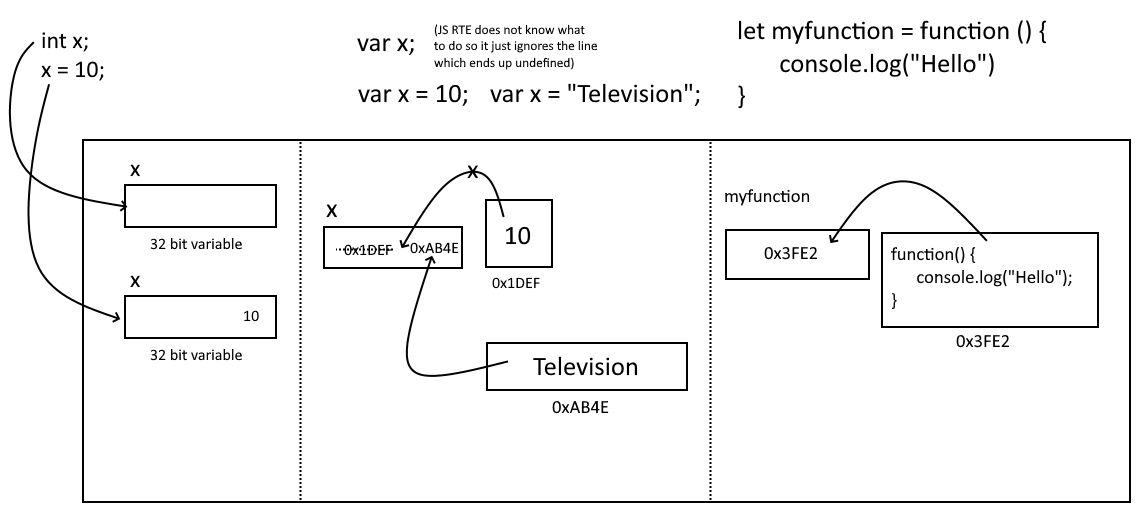 int x;
x = 10;
var x;
(JS RTE does not know what
to do so it just ignores the line
which ends up undefined)
var x = 10;
var x = "Television";
let myfunction = function () {
console.log("Hello")
}
x
32 bit variable
x
10
32 bit variable
x
x
0x1DEF
0xAB4E
10
0x1DEF
Television
0xAB4E
myfunction
0x3FE2
function() {
console.log("Hello");
}
0x3FE2